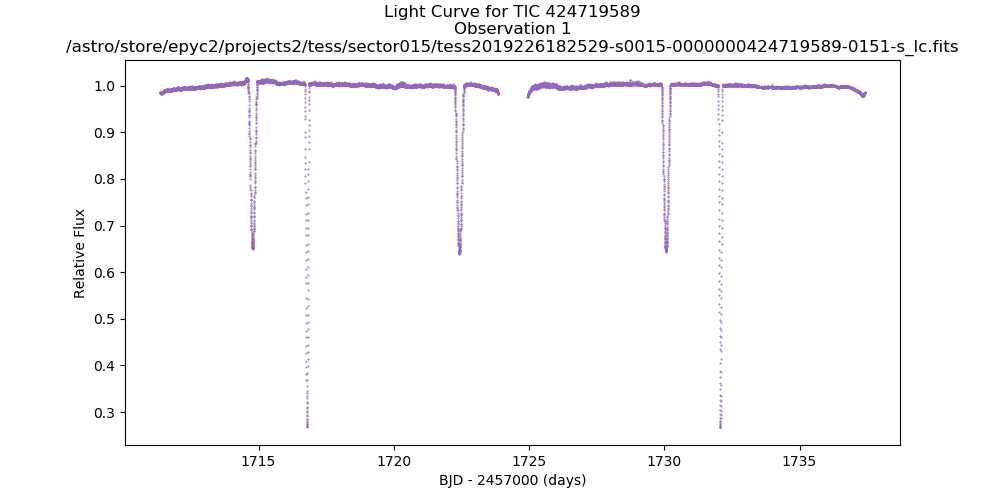 Light Curve for TIC 424719589
Observation 1
/astro/store/epyc2/projects2/tess/sector015/tess2019226182529-s0015-0000000424719589-0151-s_lc.fits
1.0
0.9
0.8
0.7
0.6
0.5
0.4
0.3
Relative Flux
1715
1720
1725
1730
1735
BJD - 2457000 (days)